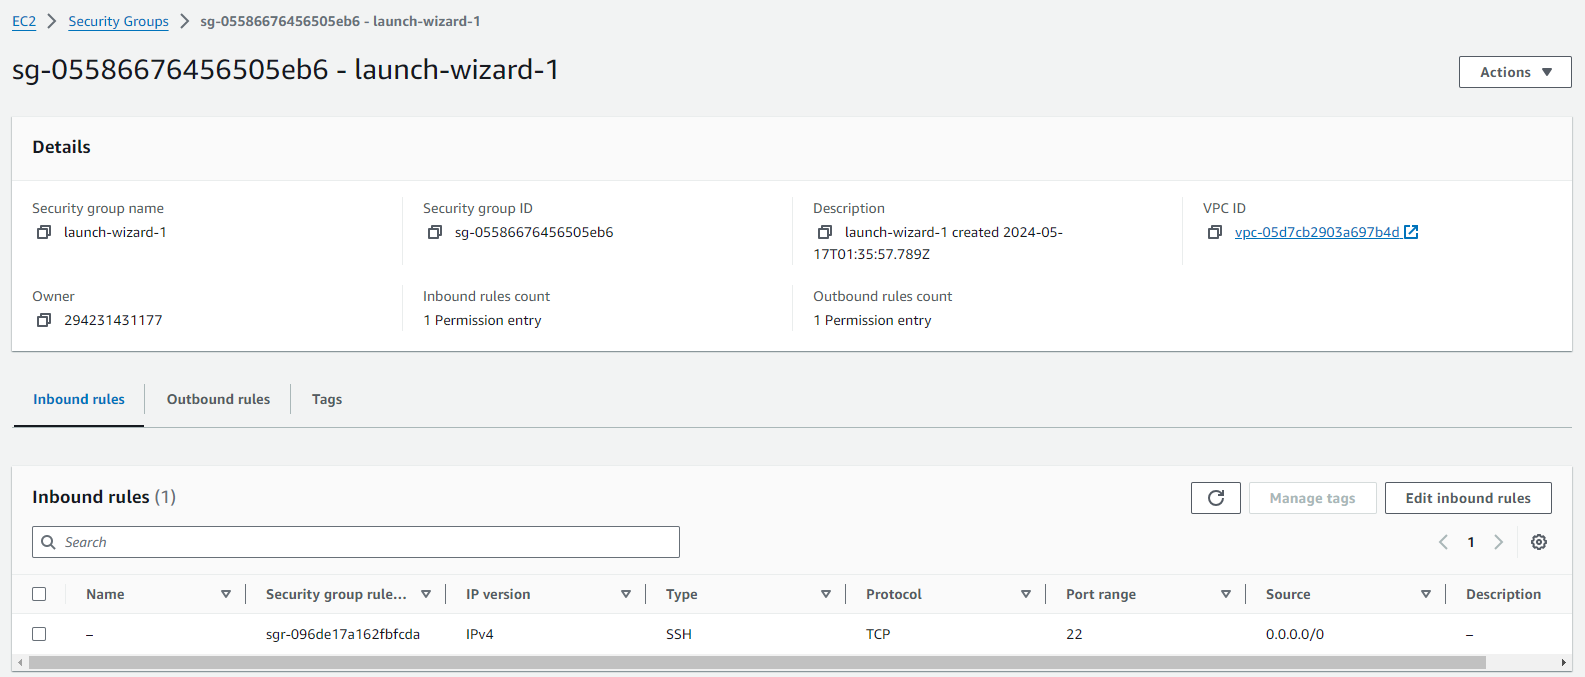 EC2 > Security Groups > sg-05586676456505eb6 - launch-wizard-1
sg-05586676456505eb6 - launch-wizard-1
Actions
Details
Security group name
launch-wizard-1
Security group ID
sg-05586676456505eb6
Description
launch-wizard-1 created 2024-05-
17T01:35:57.789Z
VPC ID
vpc-05d7cb2903a697b4d
Owner
294231431177
Inbound rules count
1 Permission entry
Outbound rules count
1 Permission entry
Inbound rules Outbound rules Tags
Inbound rules (1)
Manage tags Edit inbound rules
Search
1
Name Security group rule... IP version Type Protocol Port range Source Description
– sgr-096de17a162fbfcda IPv4 SSH TCP 22 0.0.0.0/0 –